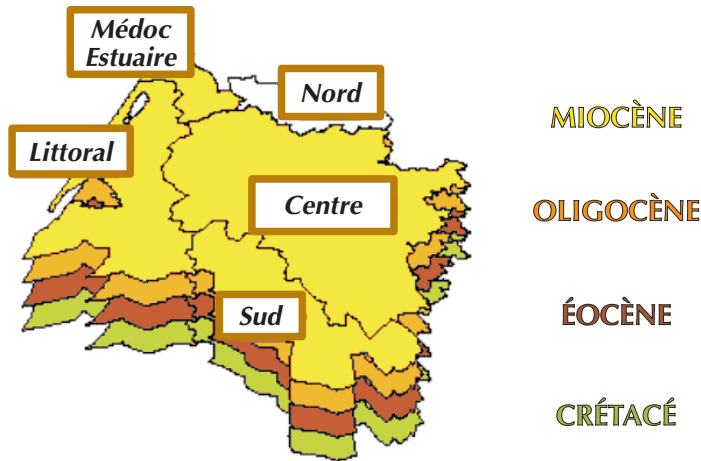 Médoc
Estuaire
Nord
MIOCÈNE
Littoral
Centre
OLIGOCÈNE
Sud
ÉOCÈNE
CRÉTACÉ